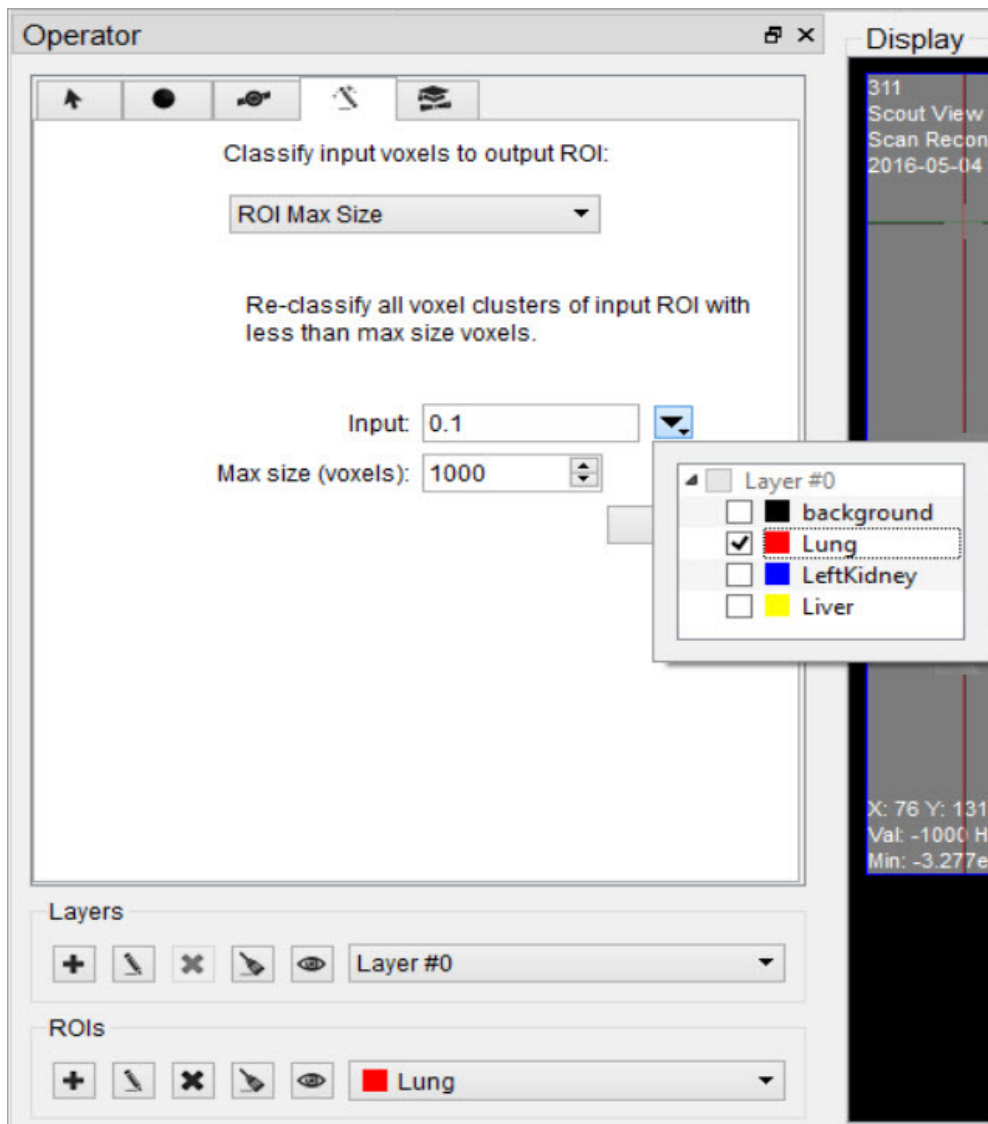 Operator
Display
311
Scout View
Scan Recon
2016-05-04
Classify input voxels to output ROI:
ROI Max Size
Re-classify all voxel clusters of input ROI with
less than max size voxels.
Input: 0.1
Max size (voxels): 1000
Layer #0
background
Lung
LeftKidney
Liver
X: 76 Y: 131
Val: -1000 H
Min: -3.277e
Layers
Layer #0
ROIs
Lung